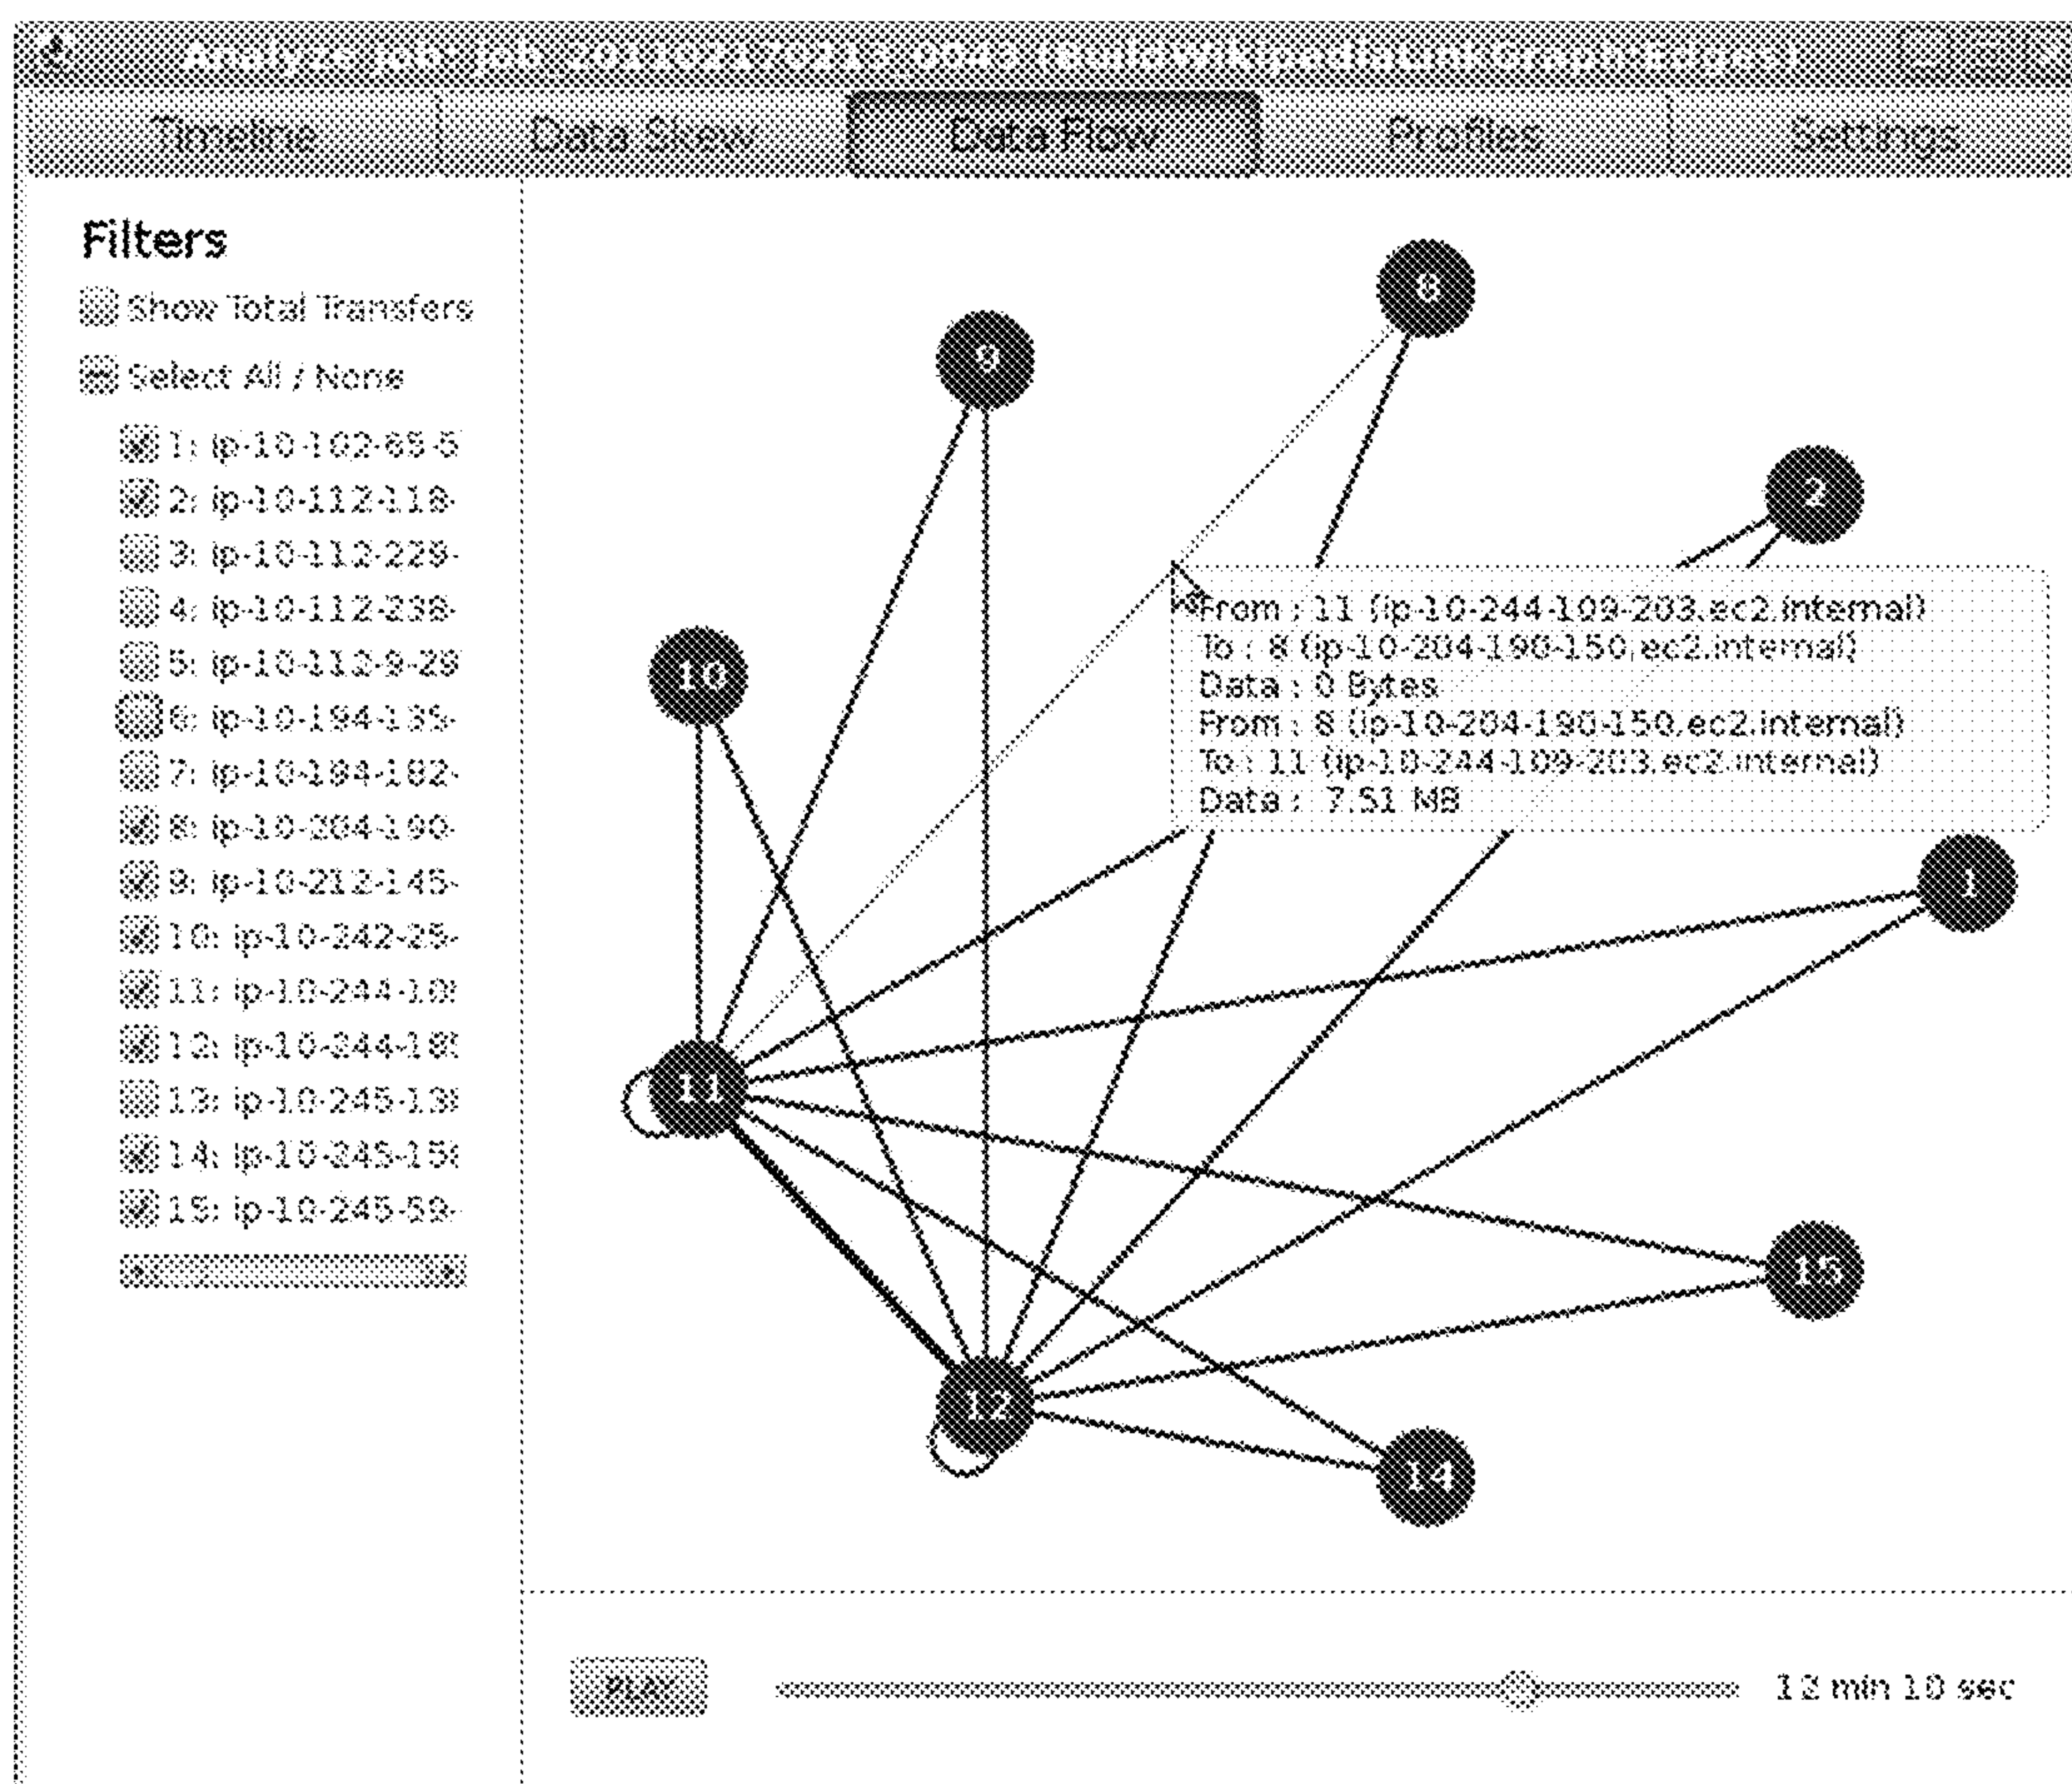 Analyze Job: job_201102170213_0043 (BuildWikipediaLinkGraph:Edges)
Timeline Data Skew Data Flow Profiles Settings
Filters
Show Total Transfers
Select All / None
1: ip-10-102-65-5
2: ip-10-112-118-
3: ip-10-112-229-
4: ip-10-112-238-
5: ip-10-112-9-29
6: ip-10-194-135-
7: ip-10-194-182-
8: ip-10-204-190-
9: ip-10-212-145-
10: ip-10-242-25-
11: ip-10-244-109
12: ip-10-244-18
13: ip-10-245-13
14: ip-10-245-15
15: ip-10-245-59-
8
9
2
10
From : 11 (ip-10-244-109-203.ec2.internal)
To : 8 (ip-10-204-190-150.ec2.internal)
Data : 0 Bytes
From : 8 (ip-10-204-190-150.ec2.internal)
To : 11 (ip-10-244-109-203.ec2.internal)
Data : 7.51 MB
1
11
15
12
14
PLAY
12 min 10 sec